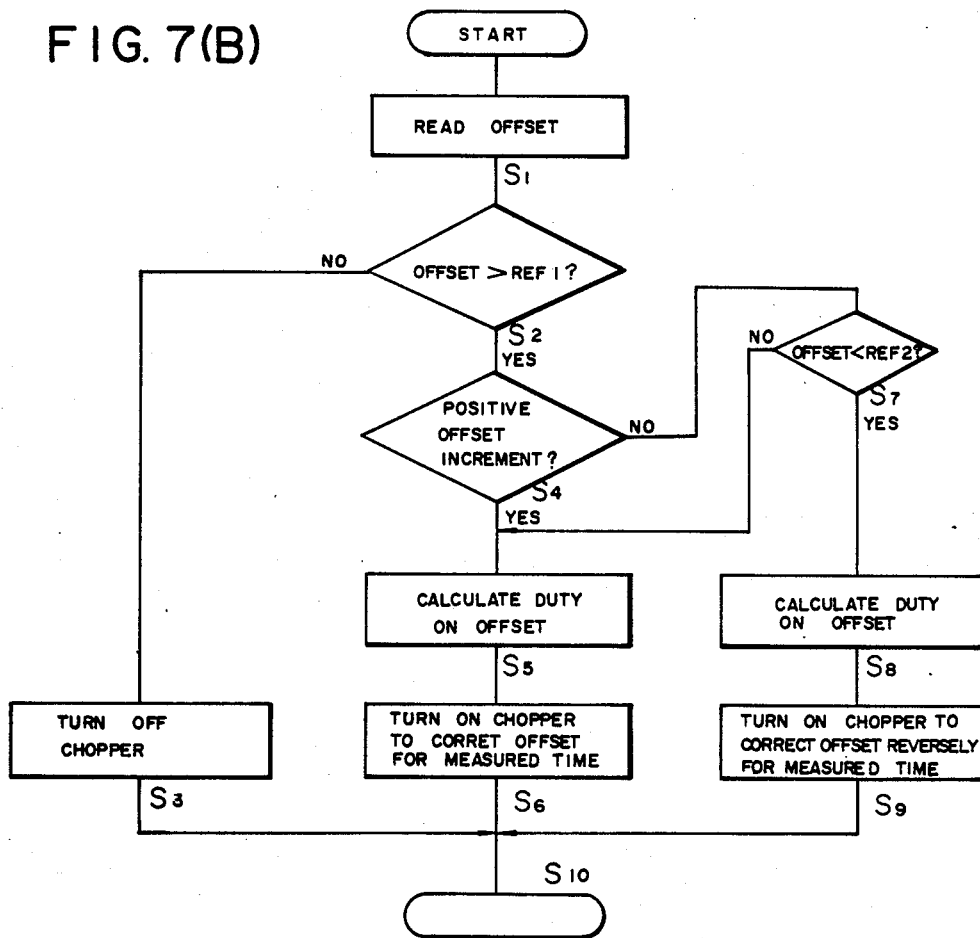 FIG. 7(B)
START
READ OFFSET
S1
OFFSET > REF 1 ?
NO
S2
YES
POSITIVE
OFFSET
INCREMENT ?
NO
S4
YES
OFFSET<REF2?
NO
S7
YES
CALCULATE DUTY
ON OFFSET
S5
CALCULATE DUTY
ON OFFSET
S8
TURN OFF
CHOPPER
S3
TURN ON CHOPPER
TO CORRET OFFSET
FOR MEASURED TIME
S6
TURN ON CHOPPER TO
CORRECT OFFSET REVERSELY
FOR MEASURED TIME
S9
S10